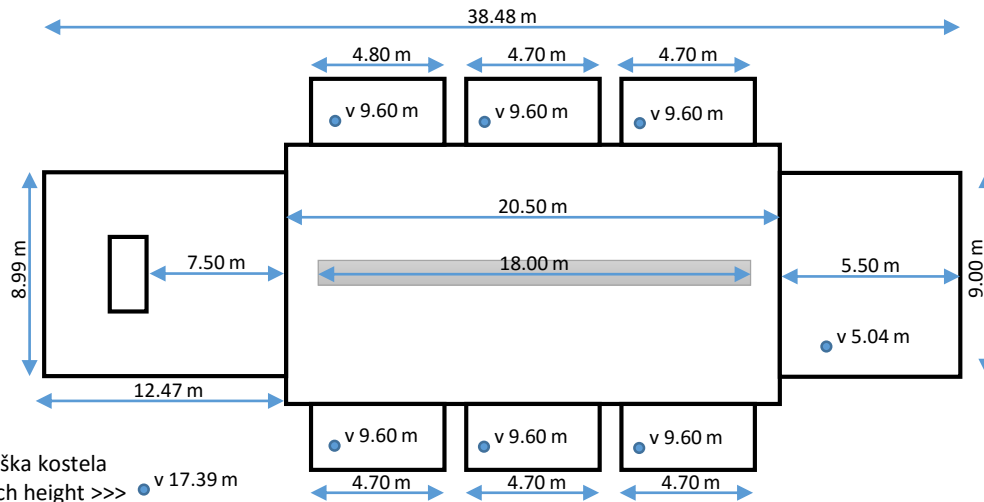 38.48 m
4.80 m
4.70 m
4.70 m
v 9.60 m
v 9.60 m
v 9.60 m
20.50 m
8.99 m
7.50 m
18.00 m
5.50 m
9.00 m
v 5.04 m
12.47 m
v 9.60 m
v 9.60 m
v 9.60 m
ška kostela
ch height >>>
v 17.39 m
4.70 m
4.70 m
4.70 m